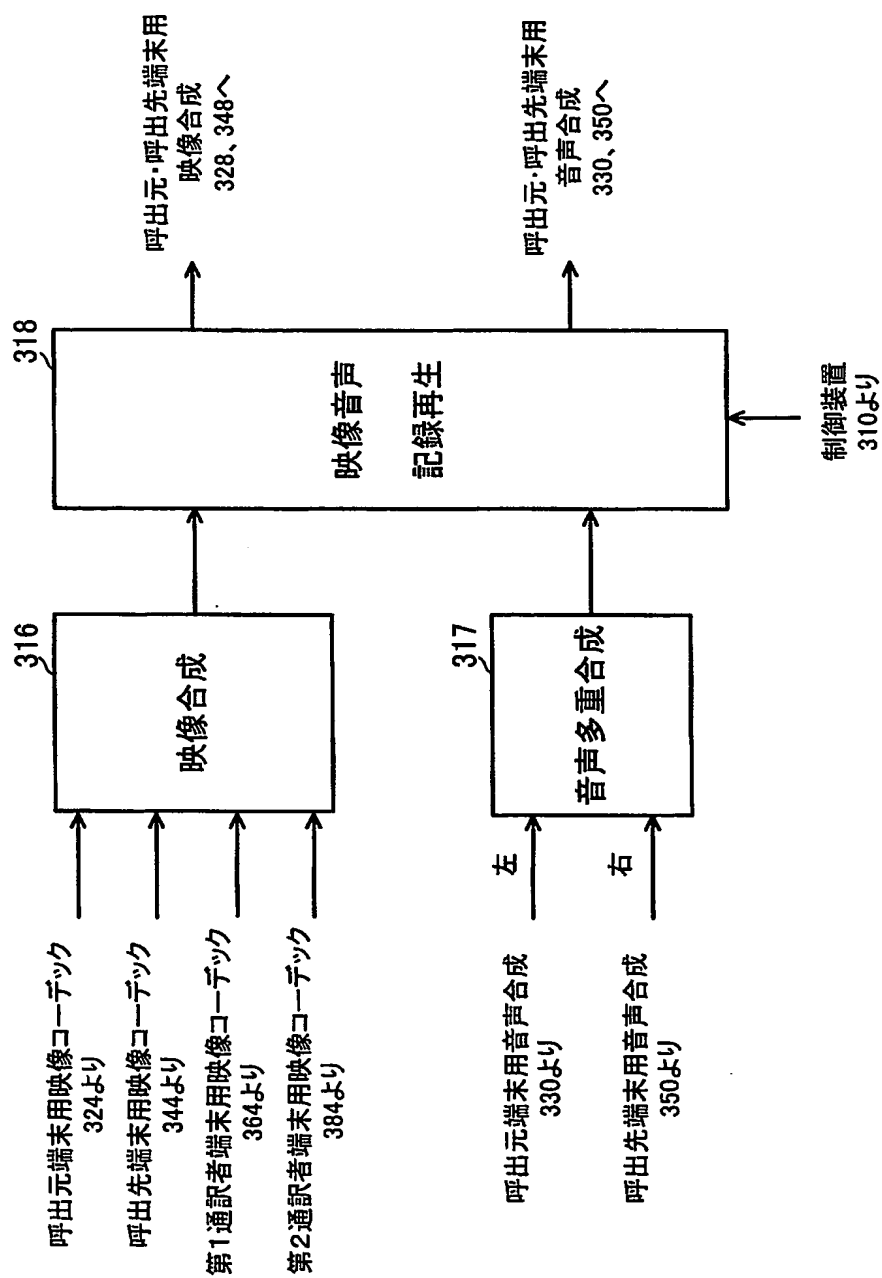 呼出元端末用映像コーデック
324より
呼出先端末用映像コーデック
344より
第1通訳者端末用映像コーデック
364より
第2通訳者端末用映像コーデック
384より
316
映像合成
呼出元端末用音声合成
330より
呼出先端末用音声合成
350より
左
右
317
音声多重合成
318
映像音声
記録再生
制御装置
310より
呼出元・呼出先端末用
映像合成
328、348へ
呼出元・呼出先端末用
音声合成
330、350へ